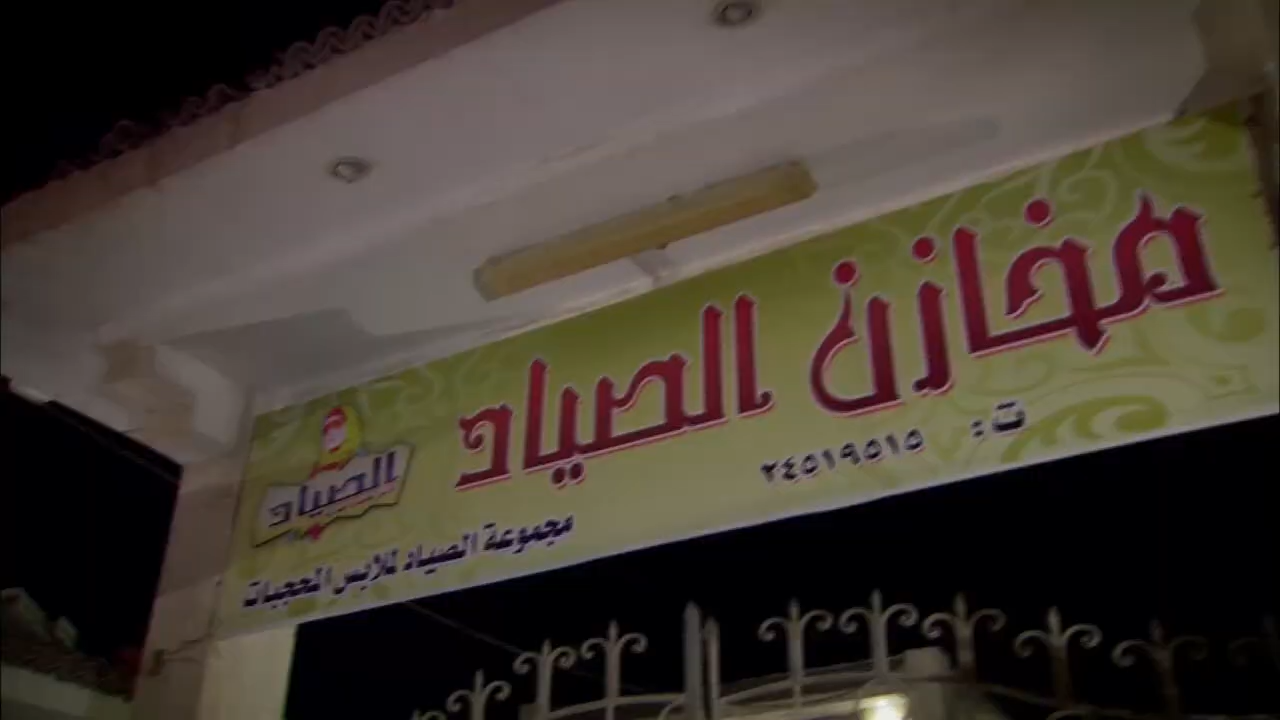 مخازن الصياد
ت: ٢٤٥١٩٥١٥
الصياد
مجموعة الصياد لملابس المحجبات